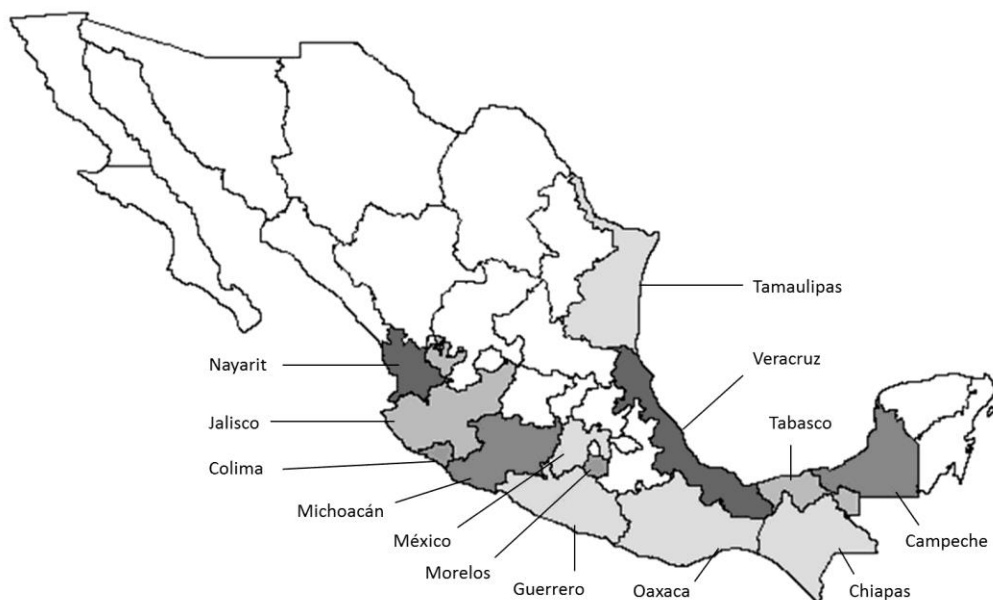 Tamaulipas
Nayarit
Veracruz
Jalisco
Tabasco
Colima
Michoacán
México
Campeche
Morelos
Guerrero
Oaxaca
Chiapas